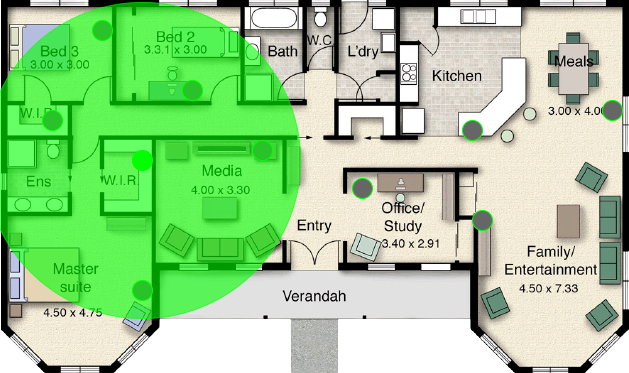 Bed 3
3.00 x 3.00
Bed 2
3.3.1 x 3.00
Bath
W.C
L'dry
Kitchen
Meals
3.00 x 4.00
W.I.R.
Ens
W.I.R.
Media
4.00 x 3.30
Office/
Study
3.40 x 2.91
Entry
Family/
Entertainment
4.50 x 7.33
Master
suite
4.50 x 4.75
Verandah